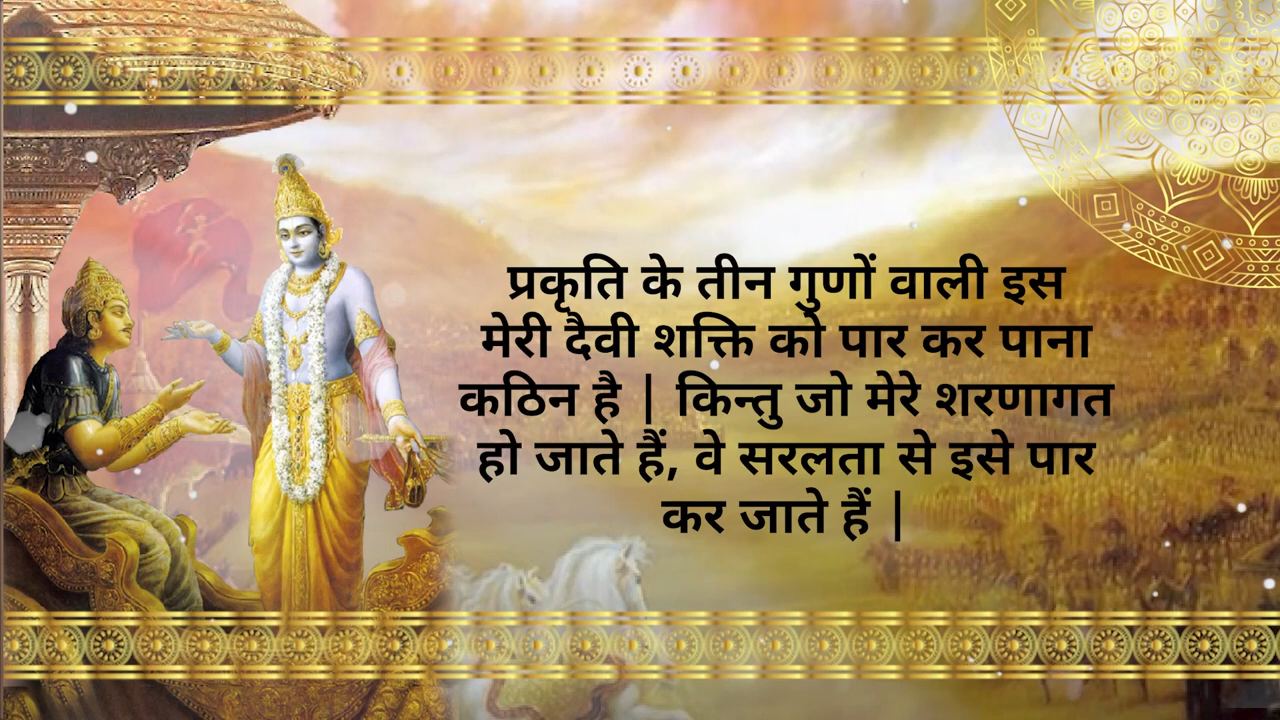 प्रकृति के तीन गुणों वाली इस
मेरी दैवी शक्ति को पार कर पाना
कठिन है | किन्तु जो मेरे शरणागत
हो जाते हैं, वे सरलता से इसे पार
कर जाते हैं |